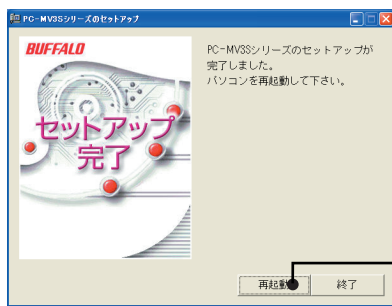 PC-MV3Sシリーズのセットアップ
BUFFALO
セットアップ
完了
PC-MV3Sシリーズのセットアップが
完了しました。
パソコンを再起動して下さい。
再起動
終了